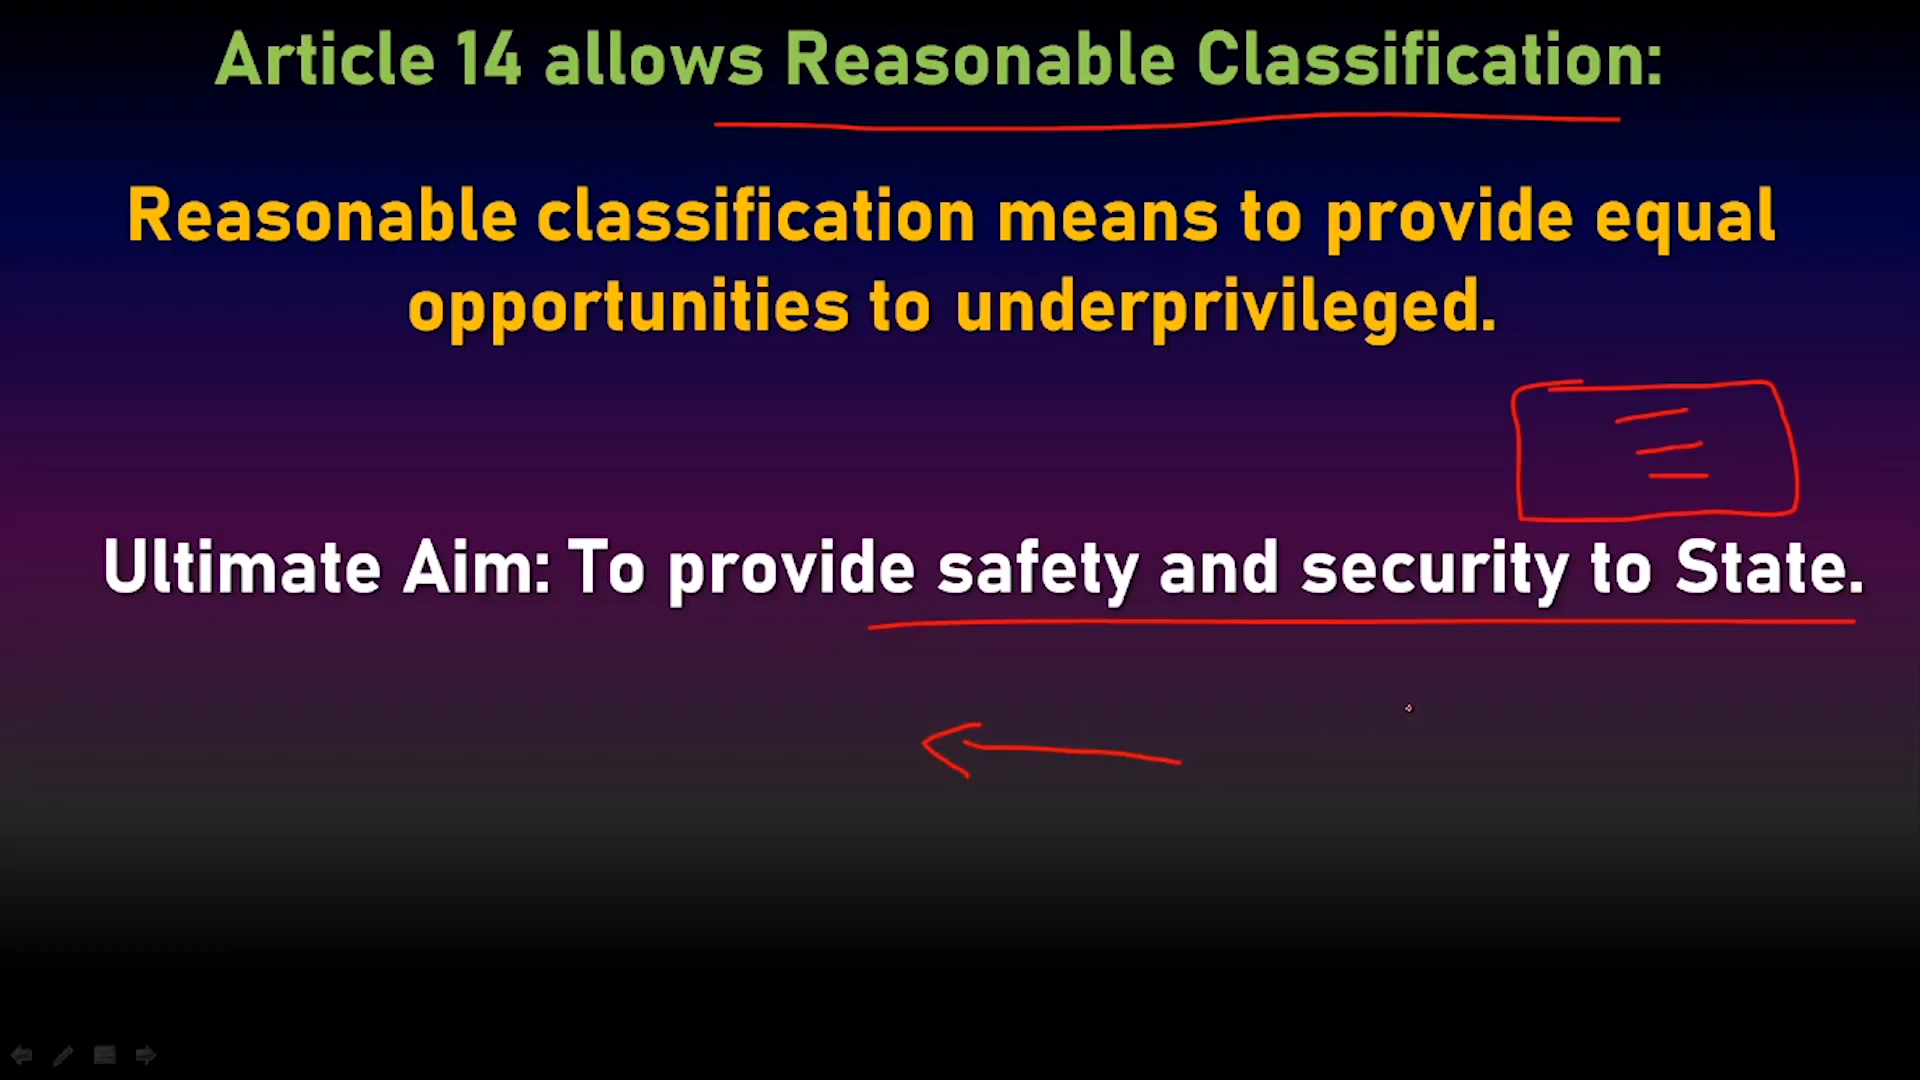 Article 14 allows Reasonable Classification:
Reasonable classification means to provide equal
opportunities to underprivileged.
Ultimate Aim: To provide safety and security to State.